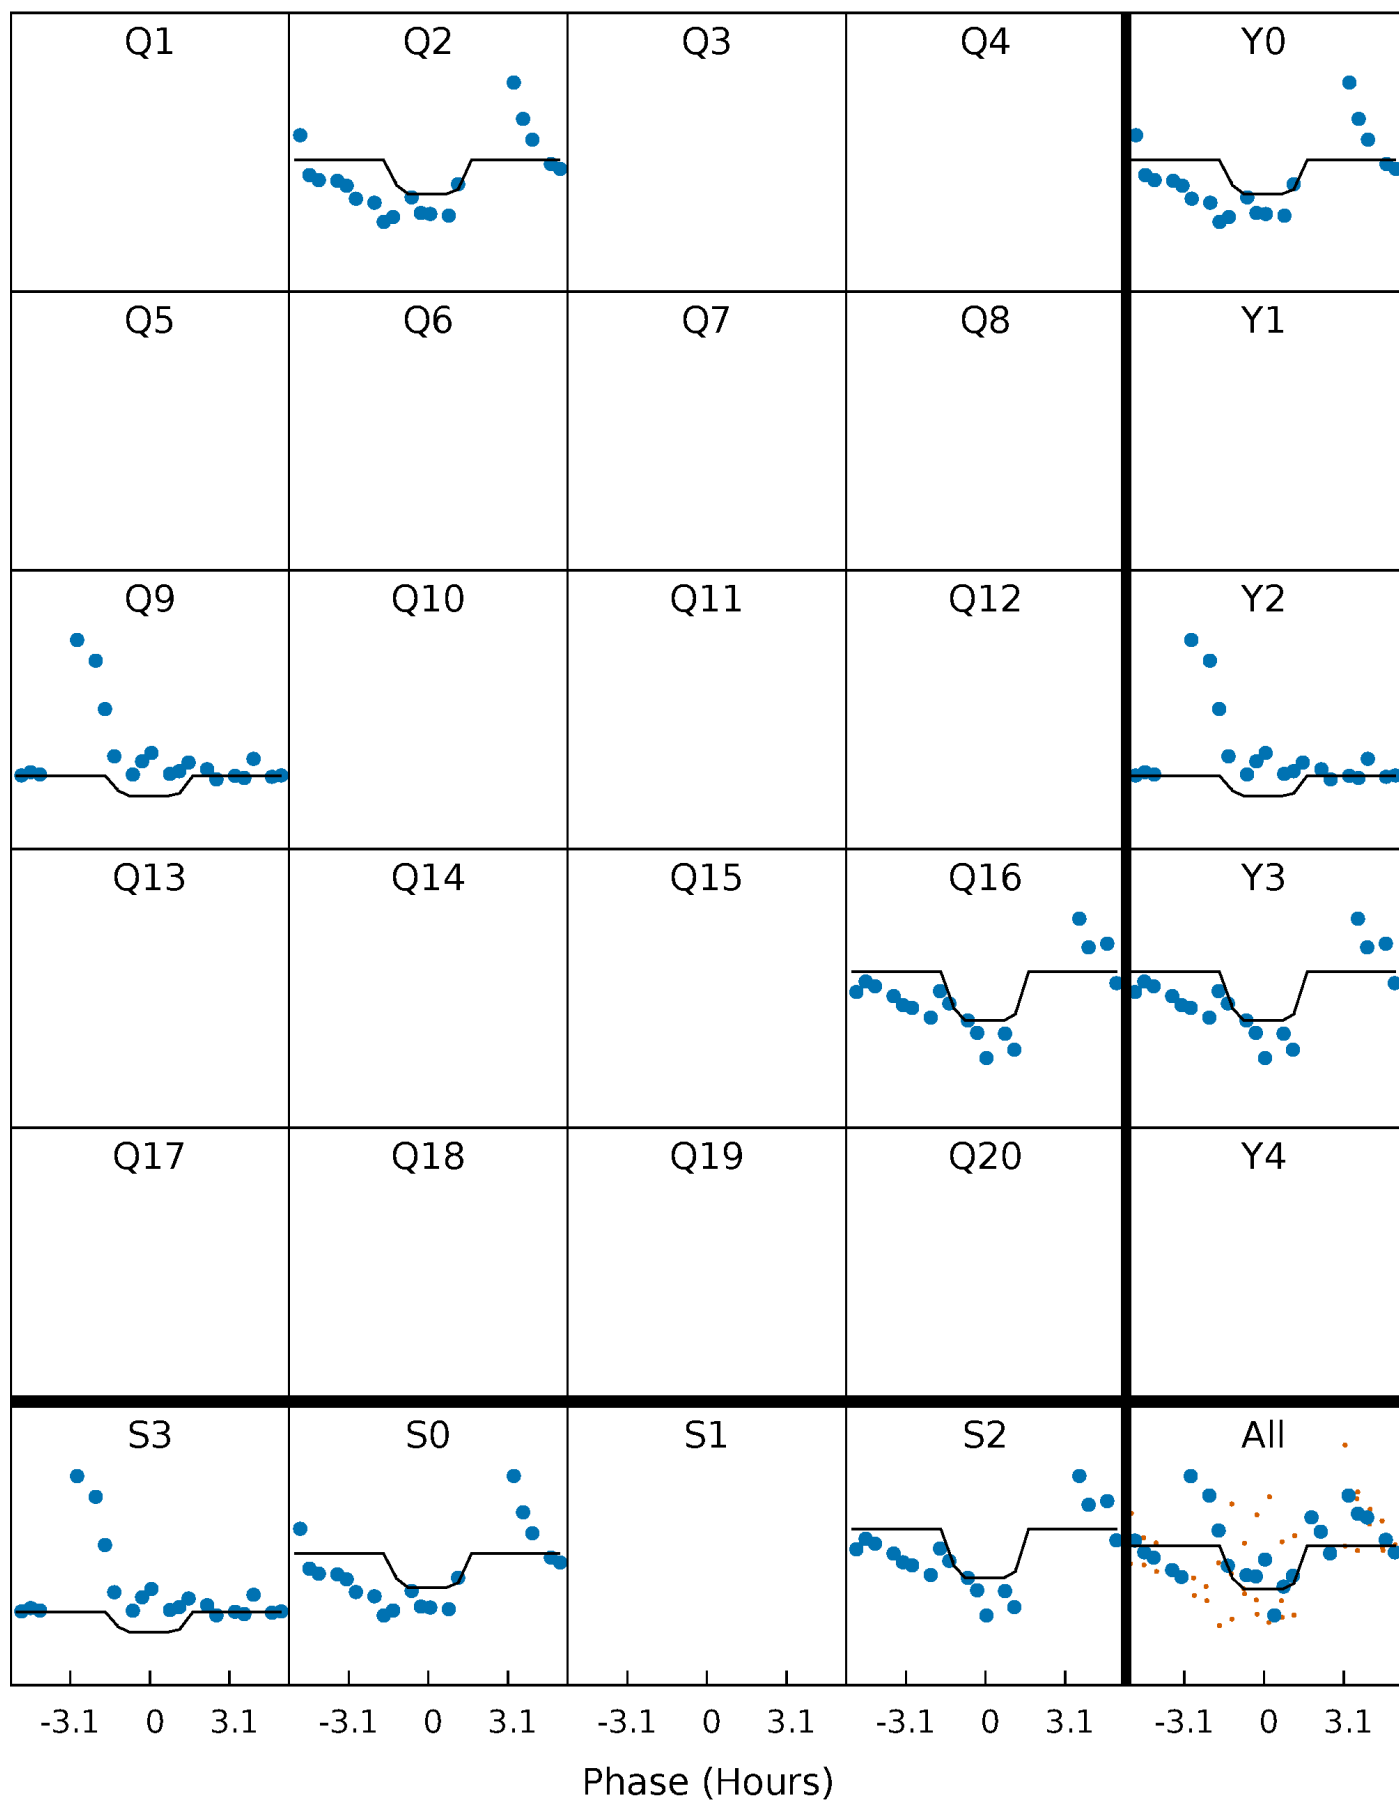 Q1 Q2 Q3 Q4 Y0
Q5 Q6 Q7 Q8 Y1
Q9 Q10 Q11 Q12 Y2
Q13 Q14 Q15 Q16 Y3
Q17 Q18 Q19 Q20 Y4
S3 S0 S1 S2 All
-3.1 0 3.1 -3.1 0 3.1 -3.1 0 3.1 -3.1 0 3.1 -3.1 0 3.1
Phase (Hours)